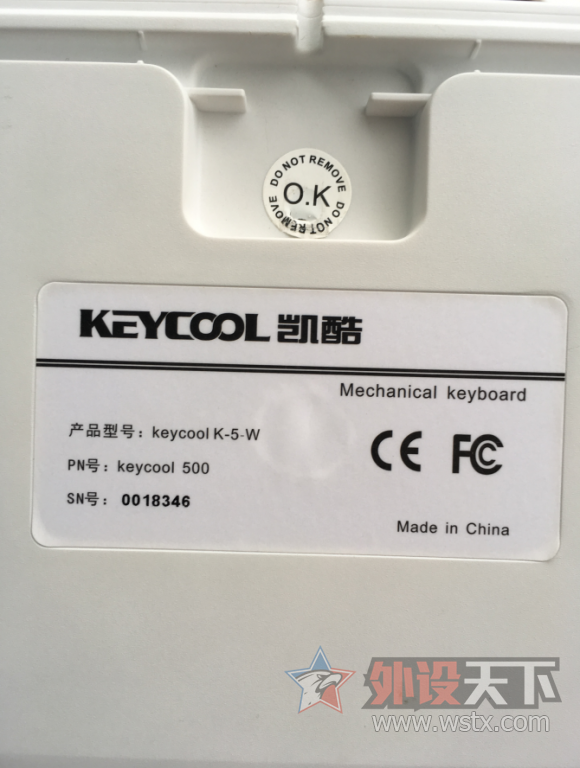 DO NOT REMOVE DO NOT REMOVE
O.K
KEYCOOL 凯酷
Mechanical keyboard
产品型号：keycool K-5-W
PN号：keycool 500
SN号：0018346
CE FC
Made in China
外设天下
www.wstx.com